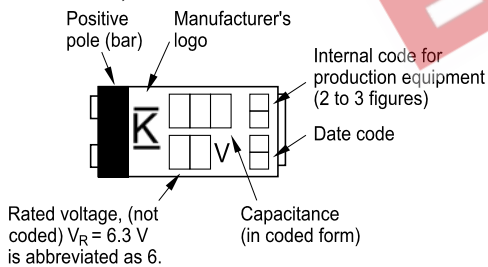 Positive
pole (bar)
Manufacturer's
logo
Internal code for
production equipment
(2 to 3 figures)
Date code
K
V
Rated voltage, (not
coded) VR = 6.3 V
is abbreviated as 6.
Capacitance
(in coded form)